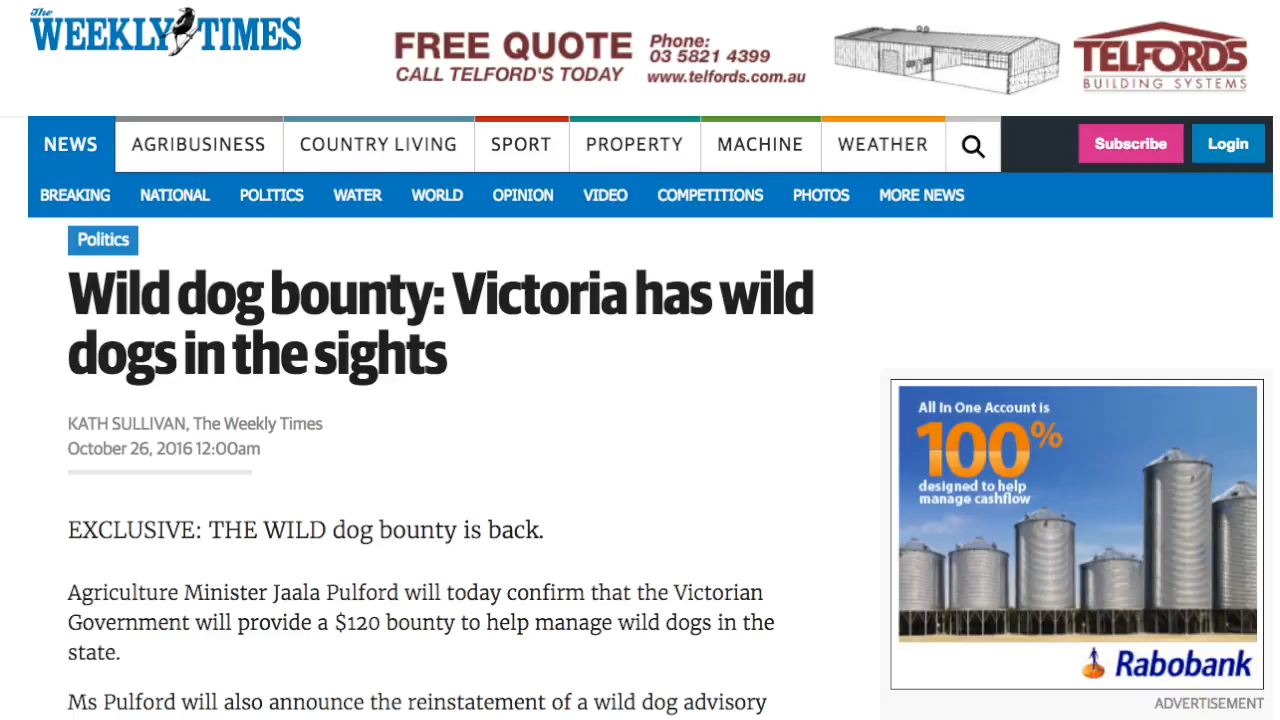 The
WEEKLY TIMES
FREE QUOTE
CALL TELFORD'S TODAY
Phone:
03 5821 4399
www.telfords.com.au
TELFORDS
BUILDING SYSTEMS
NEWS AGRIBUSINESS COUNTRY LIVING SPORT PROPERTY MACHINE WEATHER Subscribe Login
BREAKING NATIONAL POLITICS WATER WORLD OPINION VIDEO COMPETITIONS PHOTOS MORE NEWS
Politics
Wild dog bounty: Victoria has wild
dogs in the sights
KATH SULLIVAN, The Weekly Times
October 26, 2016 12:00am
EXCLUSIVE: THE WILD dog bounty is back.
Agriculture Minister Jaala Pulford will today confirm that the Victorian
Government will provide a $120 bounty to help manage wild dogs in the
state.
Ms Pulford will also announce the reinstatement of a wild dog advisory
All In One Account is
100%
designed to help
manage cashflow
Rabobank
ADVERTISEMENT